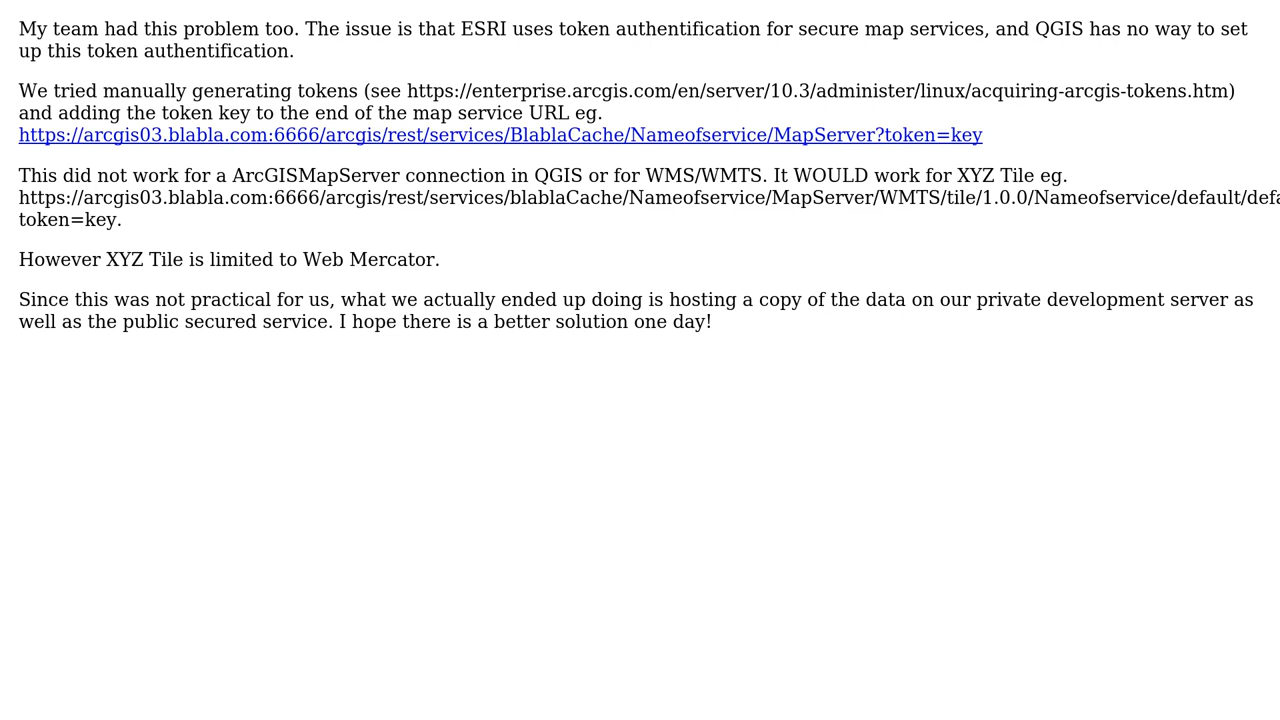 My team had this problem too. The issue is that ESRI uses token authentification for secure map services, and QGIS has no way to set
up this token authentification.
We tried manually generating tokens (see https://enterprise.arcgis.com/en/server/10.3/administer/linux/acquiring-arcgis-tokens.htm)
and adding the token key to the end of the map service URL eg.
https://arcgis03.blabla.com:6666/arcgis/rest/services/BlablaCache/Nameofservice/MapServer?token=key
This did not work for a ArcGISMapServer connection in QGIS or for WMS/WMTS. It WOULD work for XYZ Tile eg.
https://arcgis03.blabla.com:6666/arcgis/rest/services/blablaCache/Nameofservice/MapServer/WMTS/tile/1.0.0/Nameofservice/default/defa
token=key.
However XYZ Tile is limited to Web Mercator.
Since this was not practical for us, what we actually ended up doing is hosting a copy of the data on our private development server as
well as the public secured service. I hope there is a better solution one day!